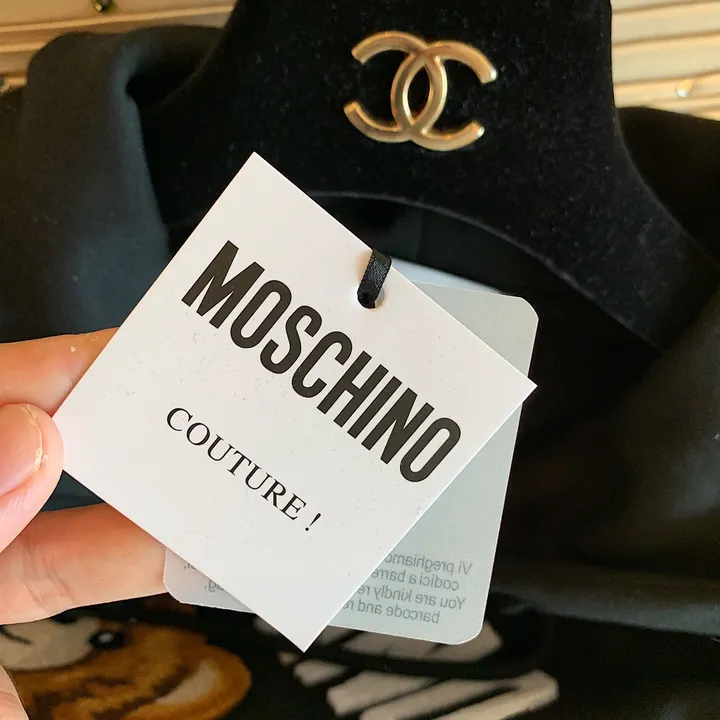 MOSCHINO
COUTURE !
Vi preghiamo
codici a barre
You are kindly re
barcode and re